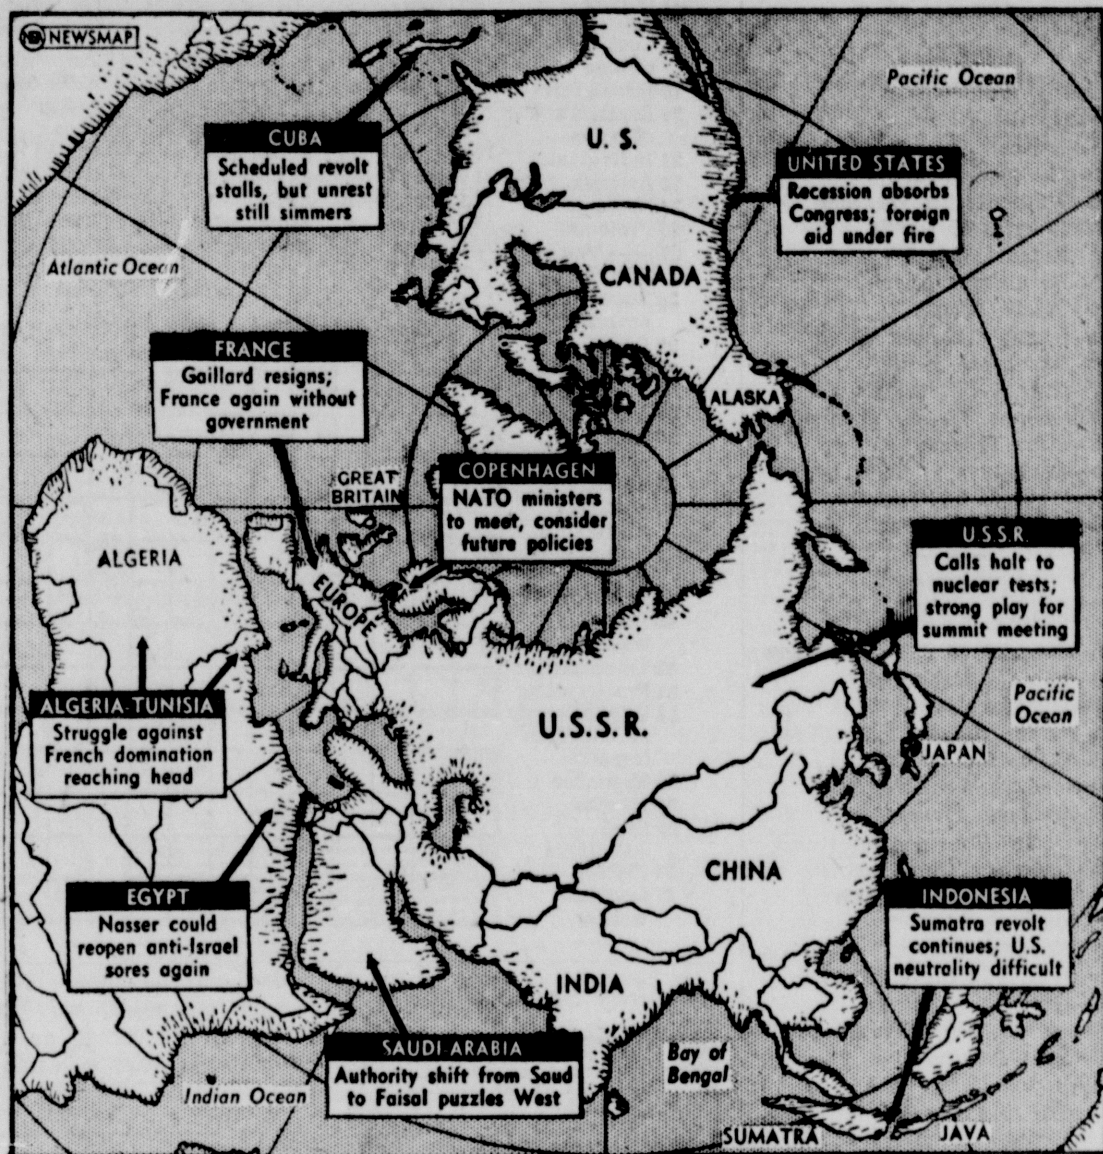 NEA NEWSMAP
Pacific Ocean
CUBA
Scheduled revolt
stalls, but unrest
still simmers
U. S.
UNITED STATES
Recession absorbs
Congress; foreign
aid under fire
Atlantic Ocean
CANADA
FRANCE
Gaillard resigns;
France again without
government
ALASKA
GREAT
BRITAIN
COPENHAGEN
NATO ministers
to meet, consider
future policies
ALGERIA
EUROPE
U.S.S.R.
Calls halt to
nuclear tests;
strong play for
summit meeting
ALGERIA-TUNISIA
Struggle against
French domination
reaching head
U.S.S.R.
Pacific
Ocean
JAPAN
EGYPT
Nasser could
reopen anti-Israel
sores again
CHINA
INDONESIA
Sumatra revolt
continues; U.S.
neutrality difficult
INDIA
SAUDI ARABIA
Authority shift from Saud
to Faisal puzzles West
Bay of
Bengal
Indian Ocean
SUMATRA
JAVA